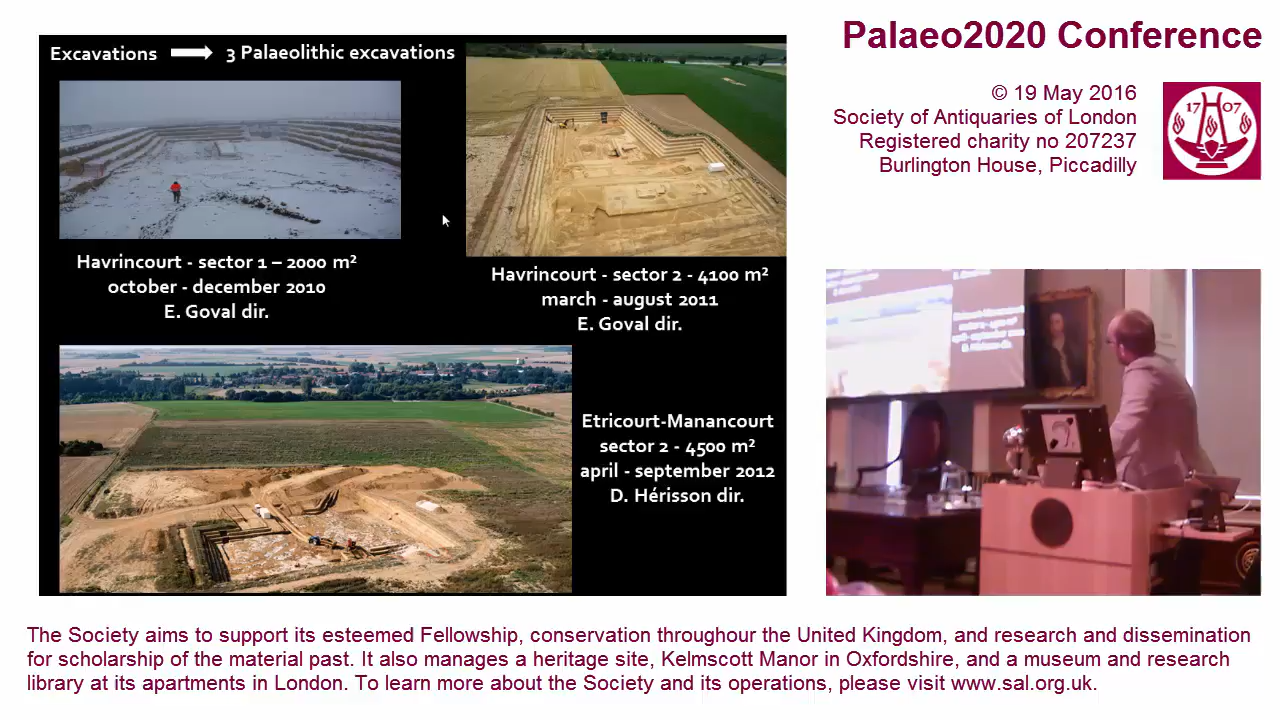 Palaeo2020 Conference
Excavations
3 Palaeolithic excavations
© 19 May 2016
Society of Antiquaries of London
Registered charity no 207237
Burlington House, Piccadilly
17 07
Havrincourt - sector 1 – 2000 m²
october - december 2010
E. Goval dir.
Havrincourt - sector 2 - 4100 m²
march - august 2011
E. Goval dir.
Etricourt-Manancourt
sector 2 - 4500 m²
april - september 2012
D. Hérisson dir.
The Society aims to support its esteemed Fellowship, conservation throughour the United Kingdom, and research and dissemination
for scholarship of the material past. It also manages a heritage site, Kelmscott Manor in Oxfordshire, and a museum and research
library at its apartments in London. To learn more about the Society and its operations, please visit www.sal.org.uk.